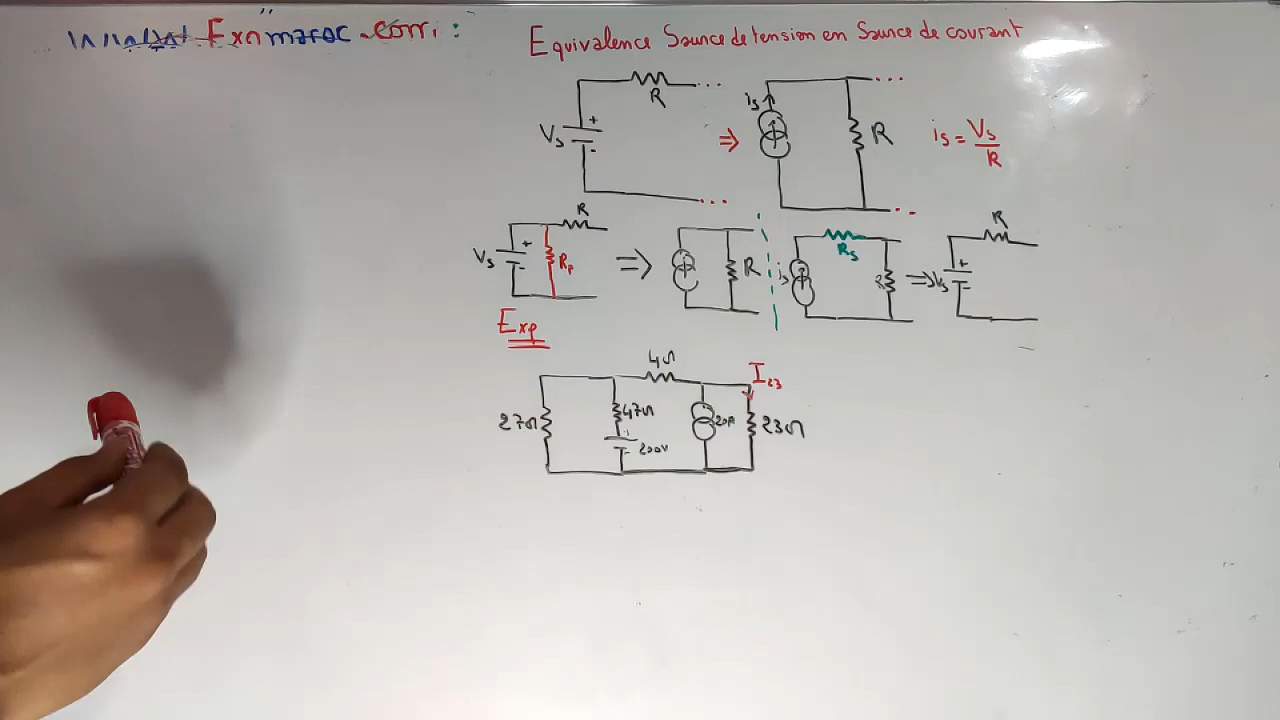 Exomaroc.com :
Equivalence Source de tension en Source de courant
R
Vs + -
⇒
is
R
is = Vs/R
R
Vs + -
Rp
⇒
R
is
Rs
R
⇒
Vs + -
R
Exp
4Ω
I23
27Ω
47Ω
200V
20A
23Ω